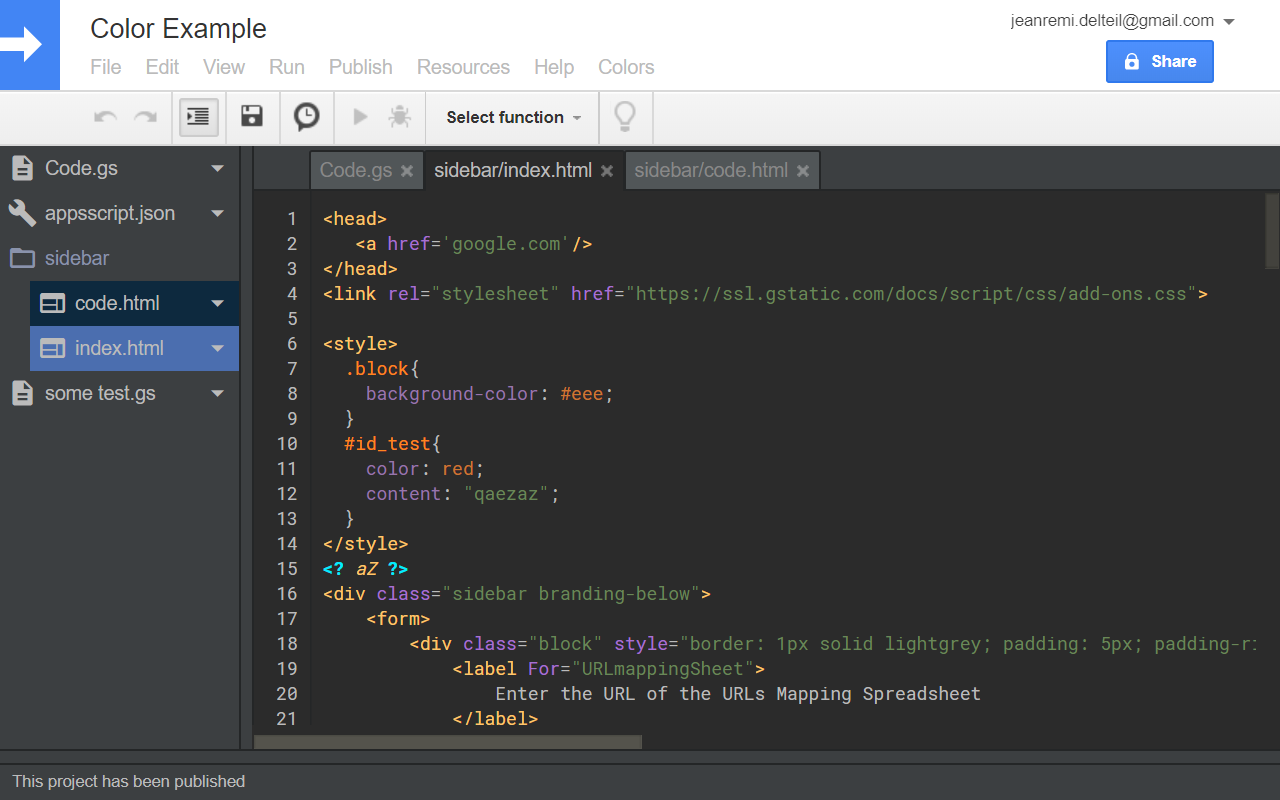 Color Example
jeanremi.delteil@gmail.com
File Edit View Run Publish Resources Help Colors
Share
Select function
Code.gs
appsscript.json
sidebar
code.html
index.html
some test.gs
Code.gs sidebar/index.html sidebar/code.html
1 <head>
2    <a href='google.com'/>
3 </head>
4 <link rel="stylesheet" href="https://ssl.gstatic.com/docs/script/css/add-ons.css">
5
6 <style>
7   .block{
8     background-color: #eee;
9   }
10   #id_test{
11     color: red;
12     content: "qaezaz";
13   }
14 </style>
15 <? aZ ?>
16 <div class="sidebar branding-below">
17     <form>
18         <div class="block" style="border: 1px solid lightgrey; padding: 5px; padding-ri
19             <label For="URLmappingSheet">
20                 Enter the URL of the URLs Mapping Spreadsheet
21             </label>
This project has been published